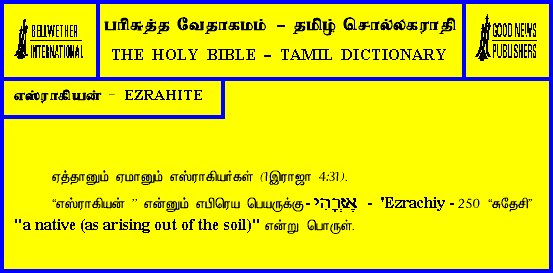 BELLWETHER
INTERNATIONAL
பரிசுத்த வேதாகமம் – தமிழ் சொல்லகராதி
THE HOLY BIBLE – TAMIL DICTIONARY
GOOD NEWS
PUBLISHERS
எஸ்ராகியன் – EZRAHITE
ஏத்தானும் ஏமானும் எஸ்ராகியர்கள் (1இராஜா 4:31).
“எஸ்ராகியன் ” என்னும் எபிரெய பெயருக்கு - אֶזְרָחִי - 'Ezrachiy - 250 “சுதேசி”
"a native (as arising out of the soil)" என்று பொருள்.